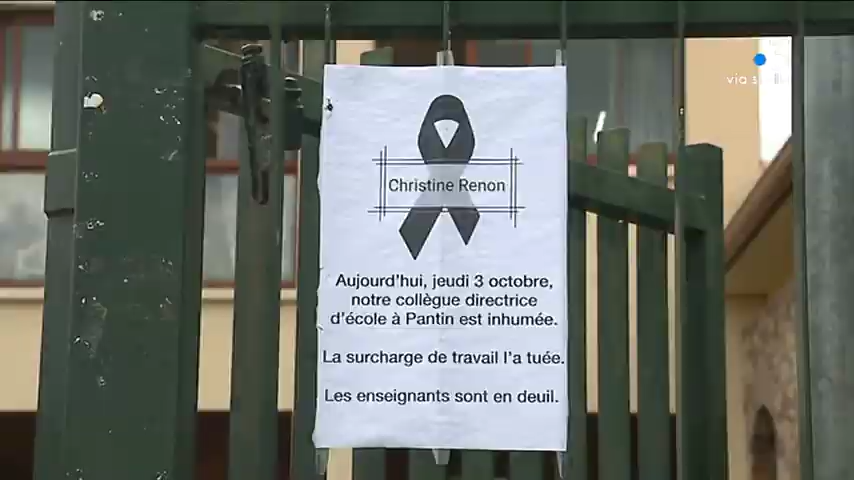 via s
Christine Renon
Aujourd'hui, jeudi 3 octobre,
notre collègue directrice
d'école à Pantin est inhumée.
La surcharge de travail l'a tuée.
Les enseignants sont en deuil.